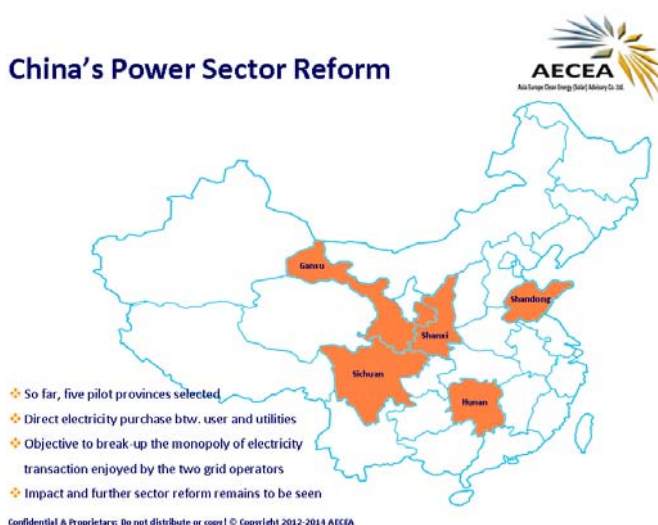 China's Power Sector Reform
AECEA
Asia Europe Clean Energy (Solar) Advisory Co. Ltd.
Gansu
Shandong
Shanxi
Sichuan
Hunan
So far, five pilot provinces selected
Direct electricity purchase btw. user and utilities
Objective to break-up the monopoly of electricity
transaction enjoyed by the two grid operators
Impact and further sector reform remains to be seen
Confidential & Proprietary: Do not distribute or copy! © Copyright 2012-2014 AECEA